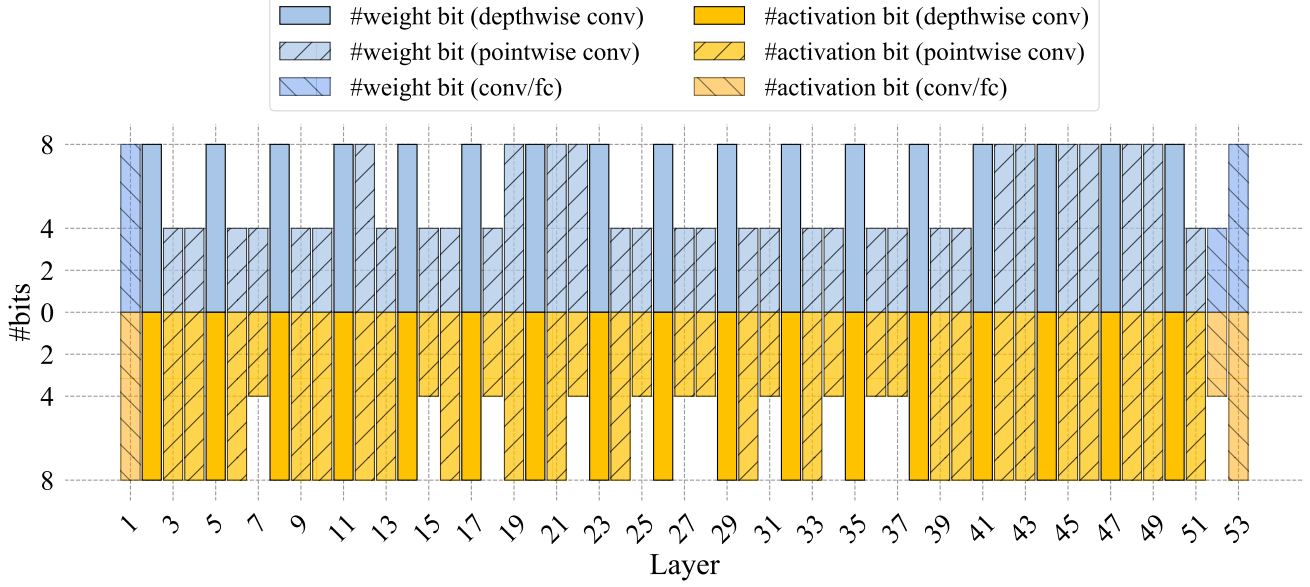 #weight bit (depthwise conv) #activation bit (depthwise conv)
#weight bit (pointwise conv) #activation bit (pointwise conv)
#weight bit (conv/fc) #activation bit (conv/fc)
8
4
2
0
2
4
8
#bits
1 3 5 7 9 11 13 15 17 19 21 23 25 27 29 31 33 35 37 39 41 43 45 47 49 51 53
Layer